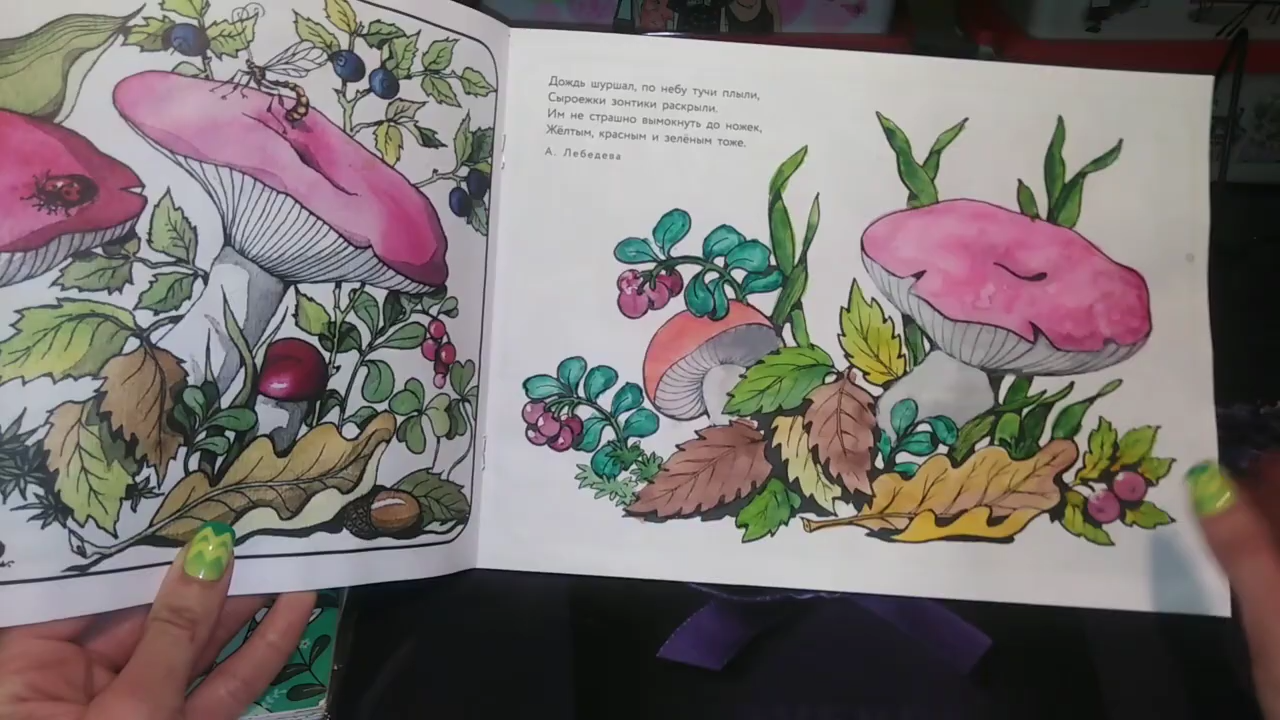 Дождь шуршал, по небу тучи плыли,
Сыроежки зонтики раскрыли.
Им не страшно вымокнуть до ножек,
Жёлтым, красным и зелёным тоже.
А. Лебедева